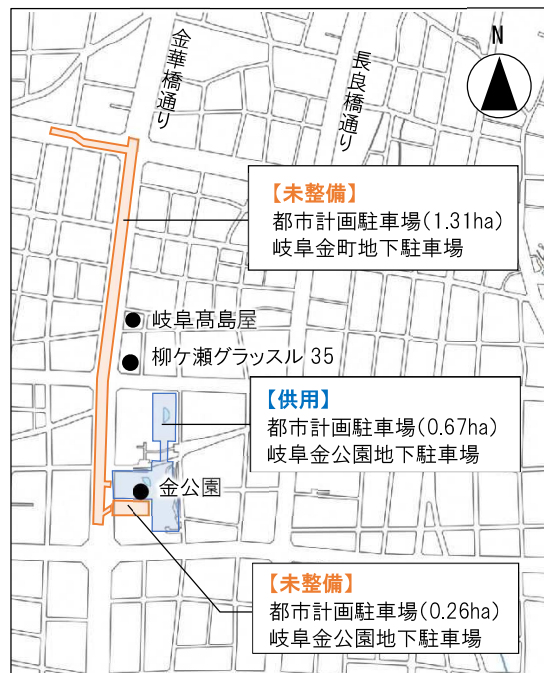 金華橋通り
長良橋通り
N
【未整備】
都市計画駐車場(1.31ha)
岐阜金町地下駐車場
岐阜髙島屋
柳ケ瀬グラッスル 35
【供用】
都市計画駐車場(0.67ha)
岐阜金公園地下駐車場
金公園
【未整備】
都市計画駐車場(0.26ha)
岐阜金公園地下駐車場